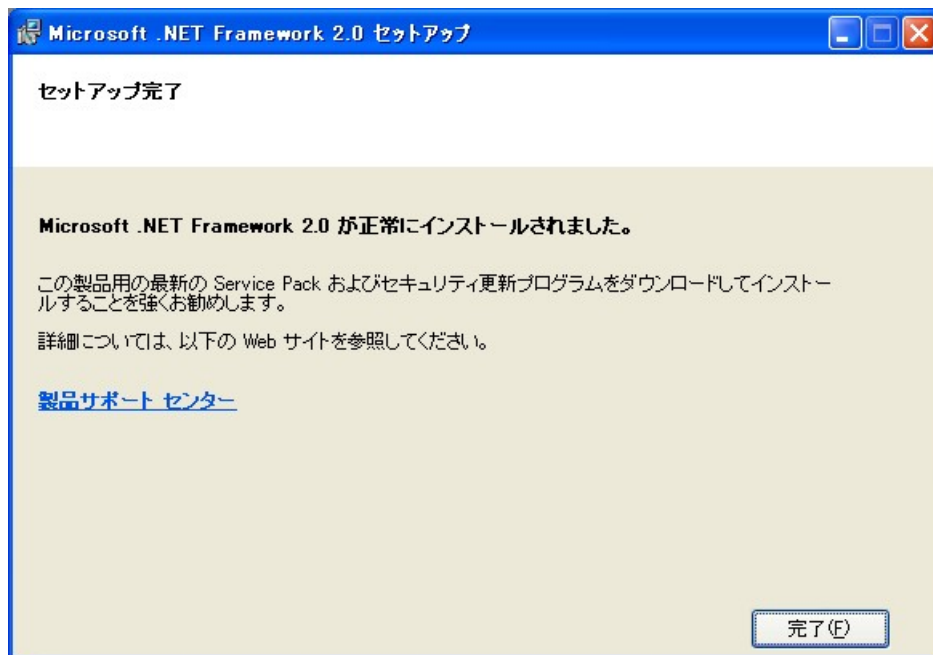 Microsoft .NET Framework 2.0 セットアップ
セットアップ完了
Microsoft .NET Framework 2.0 が正常にインストールされました。
この製品用の最新の Service Pack およびセキュリティ更新プログラムをダウンロードしてインストー
ルすることを強くお勧めします。
詳細については、以下の Web サイトを参照してください。
製品サポート センター
完了(F)